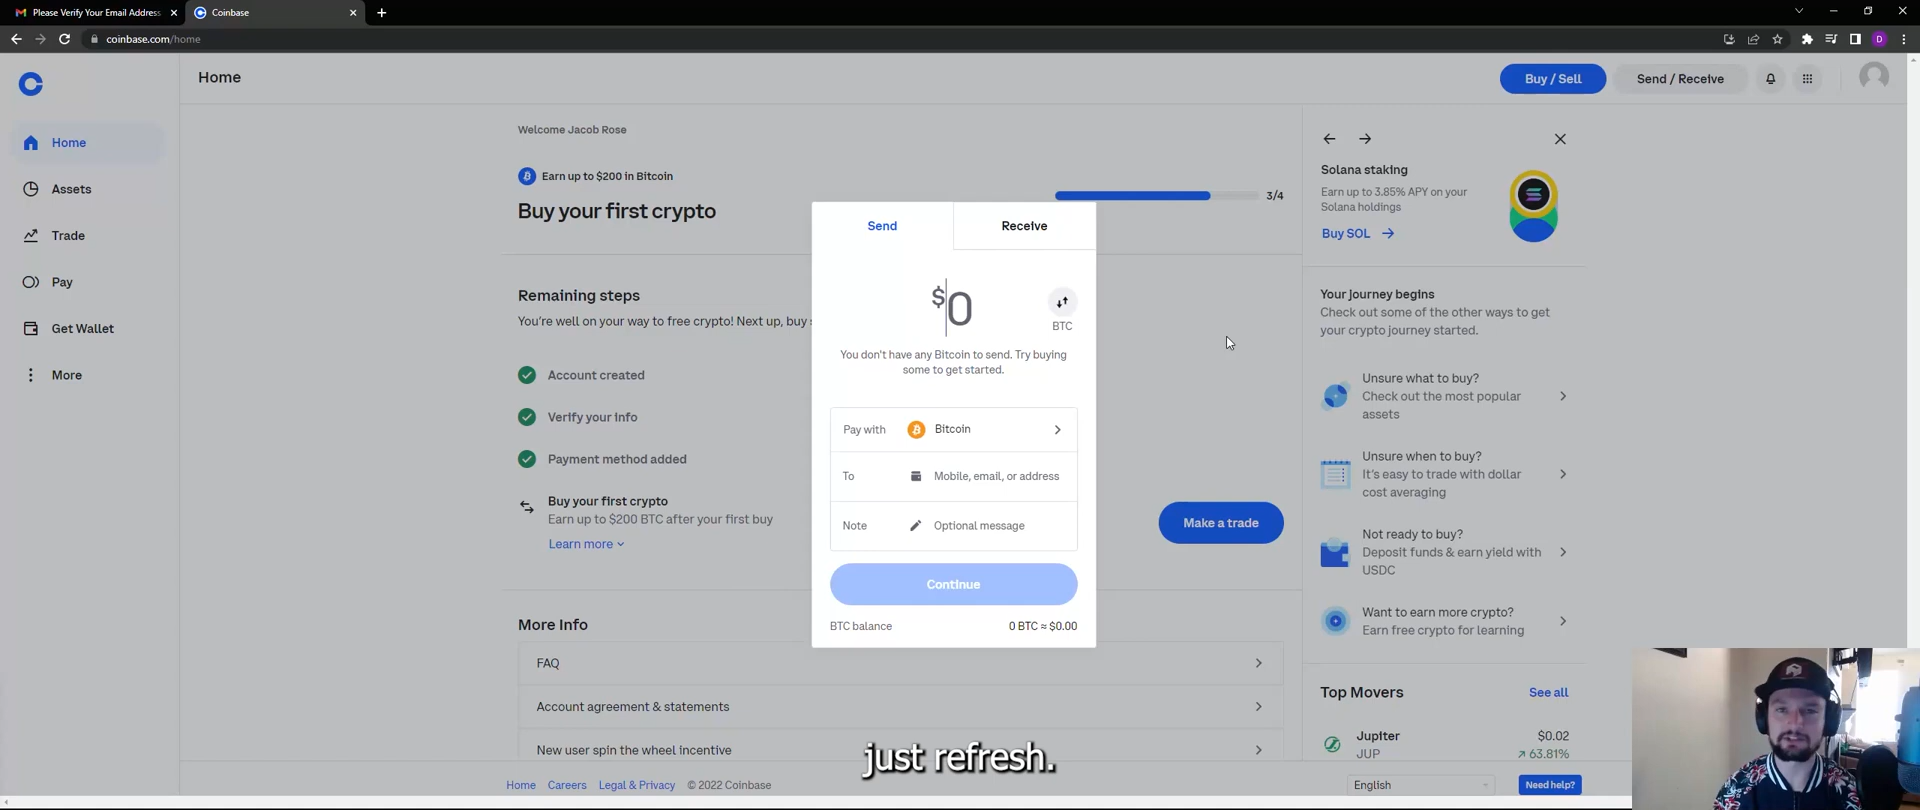 Please Verify Your Email Address
Coinbase
coinbase.com/home
D
Home
Buy / Sell
Send / Receive
Home
Assets
Trade
Pay
Get Wallet
More
Welcome Jacob Rose
Earn up to $200 in Bitcoin
Buy your first crypto
3/4
Remaining steps
You're well on your way to free crypto! Next up, buy
Account created
Verify your info
Payment method added
Buy your first crypto
Earn up to $200 BTC after your first buy
Learn more
Make a trade
More Info
FAQ
Account agreement & statements
New user spin the wheel incentive
Send
Receive
$0
BTC
You don't have any Bitcoin to send. Try buying
some to get started.
Pay with
Bitcoin
To
Mobile, email, or address
Note
Optional message
Continue
BTC balance
0 BTC ≈ $0.00
Solana staking
Earn up to 3.85% APY on your
Solana holdings
Buy SOL
Your journey begins
Check out some of the other ways to get
your crypto journey started.
Unsure what to buy?
Check out the most popular
assets
Unsure when to buy?
It's easy to trade with dollar
cost averaging
Not ready to buy?
Deposit funds & earn yield with
USDC
Want to earn more crypto?
Earn free crypto for learning
Top Movers
See all
Jupiter
$0.02
JUP
↗ 63.81%
just refresh.
Home
Careers
Legal & Privacy
© 2022 Coinbase
English
Need help?